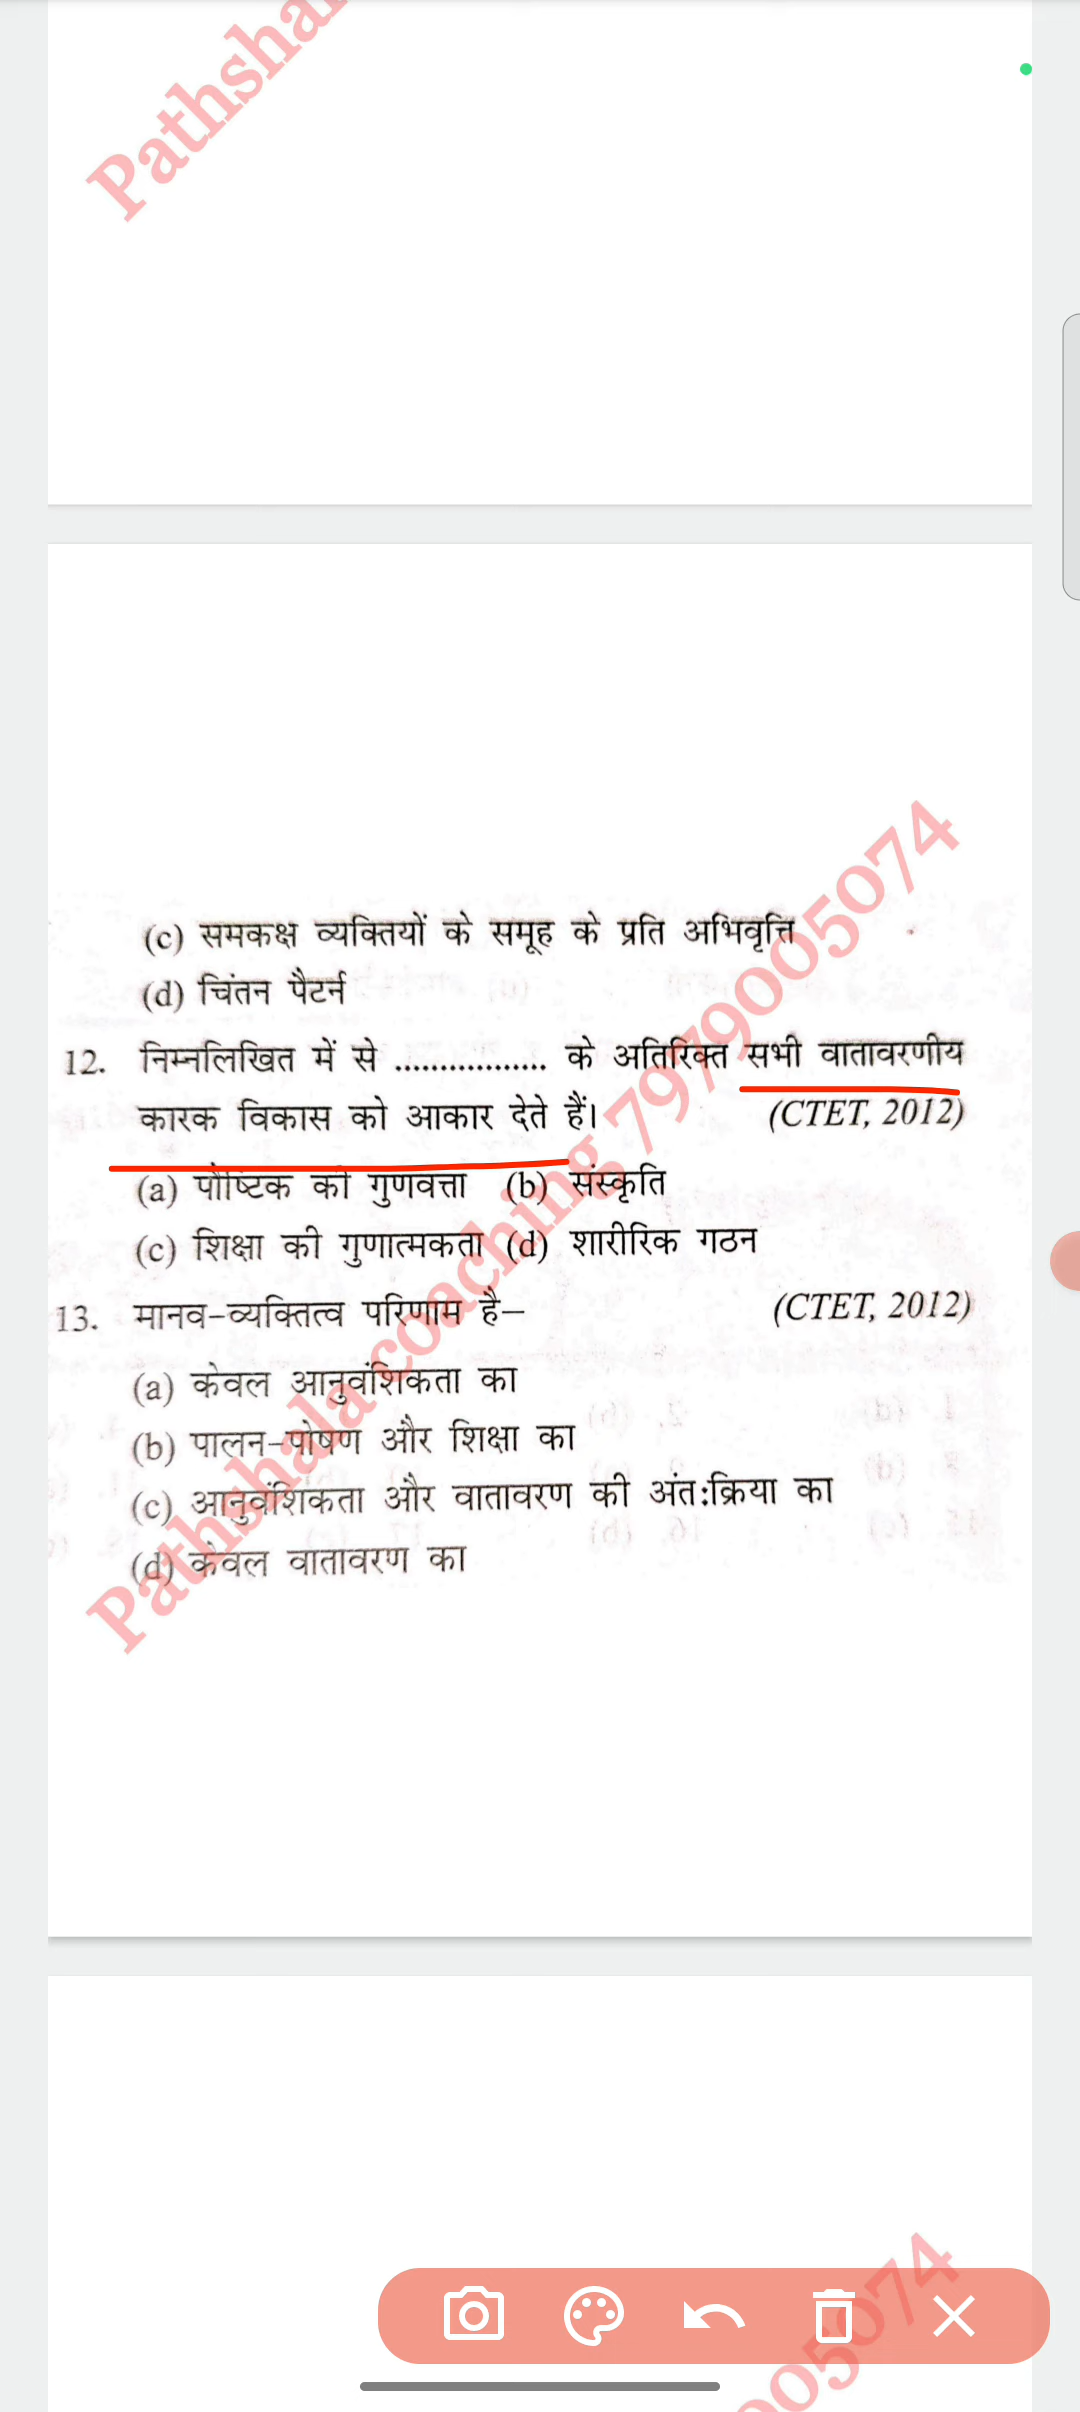 Pathsha
(c) समकक्ष व्यक्तियों के समूह के प्रति अभिवृत्ति
(d) चिंतन पैटर्न
12. निम्नलिखित में से ................. के अतिरिक्त सभी वातावरणीय
कारक विकास को आकार देते हैं। (CTET, 2012)
(a) पौष्टिक की गुणवत्ता (b) संस्कृति
(c) शिक्षा की गुणात्मकता (d) शारीरिक गठन
13. मानव-व्यक्तित्व परिणाम है– (CTET, 2012)
(a) केवल आनुवंशिकता का
(b) पालन-पोषण और शिक्षा का
(c) आनुवंशिकता और वातावरण की अंत:क्रिया का
(d) केवल वातावरण का
Pathshala coaching 7979005074
005074